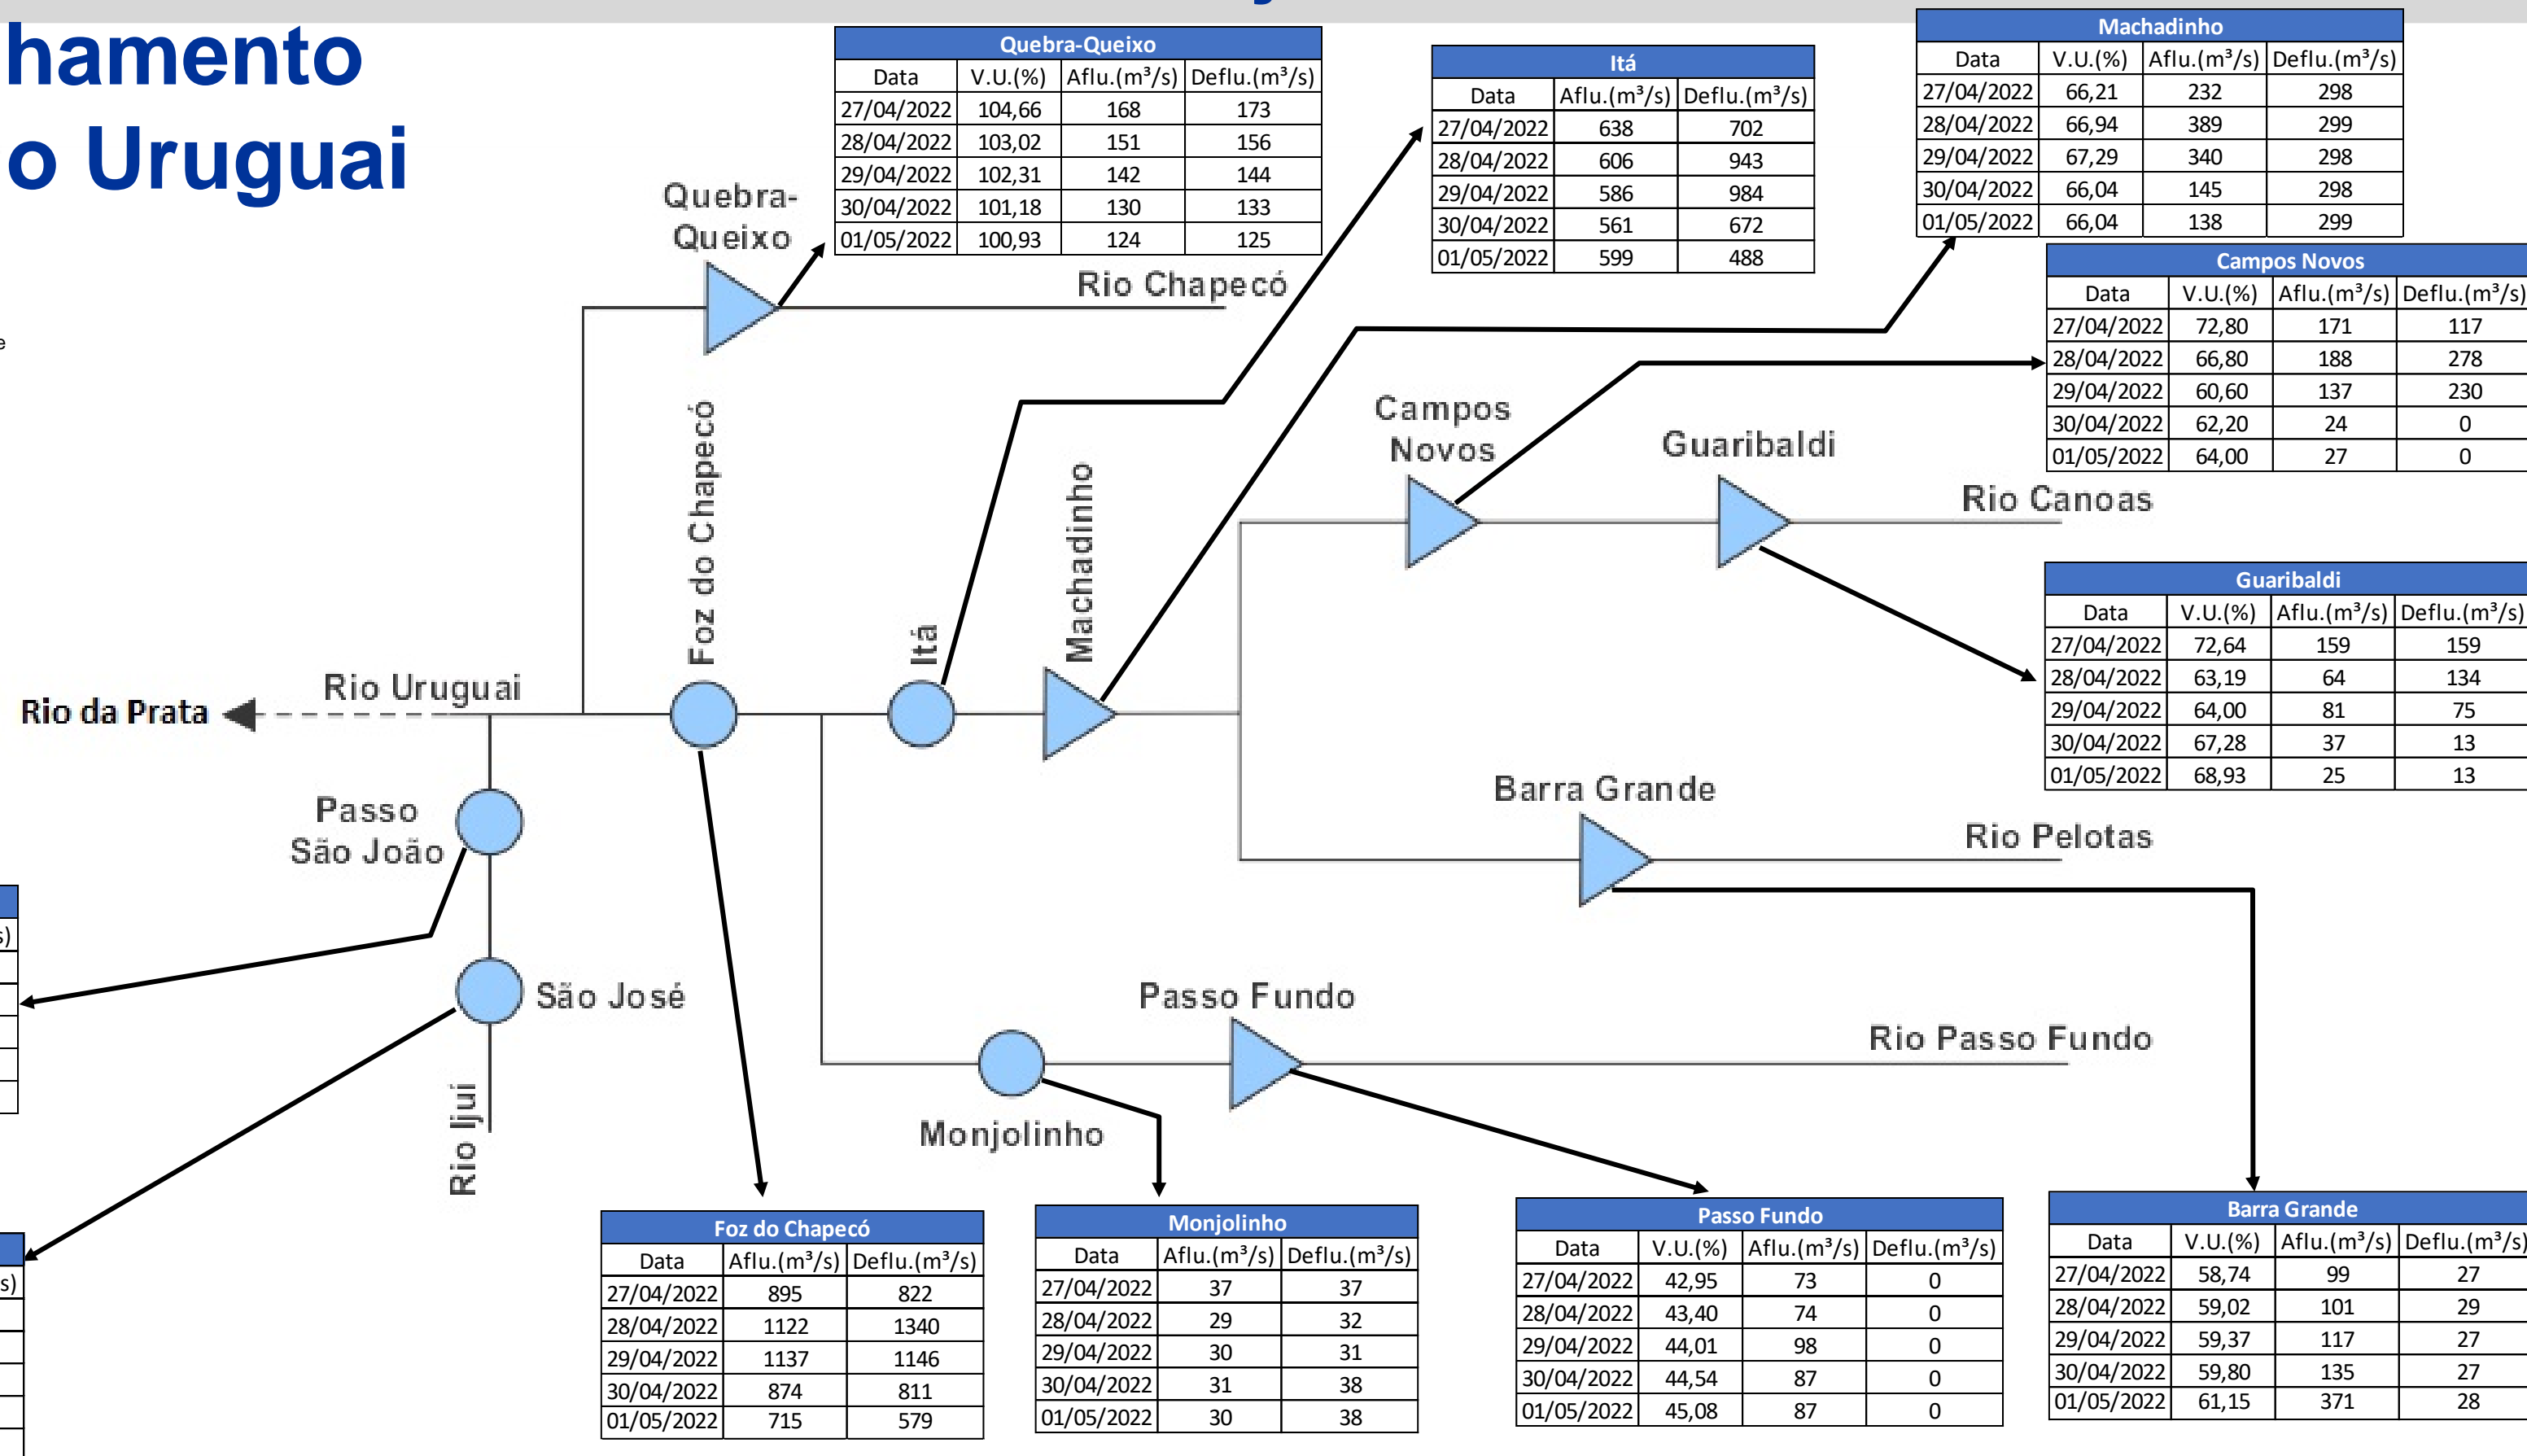 hamento
o Uruguai
e
Quebra-Queixo
Data V.U.(%) Aflu.(m³/s) Deflu.(m³/s)
27/04/2022 104,66 168 173
28/04/2022 103,02 151 156
29/04/2022 102,31 142 144
30/04/2022 101,18 130 133
01/05/2022 100,93 124 125
Itá
Data Aflu.(m³/s) Deflu.(m³/s)
27/04/2022 638 702
28/04/2022 606 943
29/04/2022 586 984
30/04/2022 561 672
01/05/2022 599 488
Machadinho
Data V.U.(%) Aflu.(m³/s) Deflu.(m³/s)
27/04/2022 66,21 232 298
28/04/2022 66,94 389 299
29/04/2022 67,29 340 298
30/04/2022 66,04 145 298
01/05/2022 66,04 138 299
Campos Novos
Data V.U.(%) Aflu.(m³/s) Deflu.(m³/s)
27/04/2022 72,80 171 117
28/04/2022 66,80 188 278
29/04/2022 60,60 137 230
30/04/2022 62,20 24 0
01/05/2022 64,00 27 0
Quebra-
Queixo
Rio Chapecó
Foz do Chapecó
Itá
Machadinho
Campos
Novos
Guaribaldi
Rio Canoas
Guaribaldi
Data V.U.(%) Aflu.(m³/s) Deflu.(m³/s)
27/04/2022 72,64 159 159
28/04/2022 63,19 64 134
29/04/2022 64,00 81 75
30/04/2022 67,28 37 13
01/05/2022 68,93 25 13
Rio da Prata
Rio Uruguai
Passo
São João
Barra Grande
Rio Pelotas
s)
São José
Rio Ijuí
Passo Fundo
Rio Passo Fundo
Monjolinho
s)
Foz do Chapecó
Data Aflu.(m³/s) Deflu.(m³/s)
27/04/2022 895 822
28/04/2022 1122 1340
29/04/2022 1137 1146
30/04/2022 874 811
01/05/2022 715 579
Monjolinho
Data Aflu.(m³/s) Deflu.(m³/s)
27/04/2022 37 37
28/04/2022 29 32
29/04/2022 30 31
30/04/2022 31 38
01/05/2022 30 38
Passo Fundo
Data V.U.(%) Aflu.(m³/s) Deflu.(m³/s)
27/04/2022 42,95 73 0
28/04/2022 43,40 74 0
29/04/2022 44,01 98 0
30/04/2022 44,54 87 0
01/05/2022 45,08 87 0
Barra Grande
Data V.U.(%) Aflu.(m³/s) Deflu.(m³/s)
27/04/2022 58,74 99 27
28/04/2022 59,02 101 29
29/04/2022 59,37 117 27
30/04/2022 59,80 135 27
01/05/2022 61,15 371 28